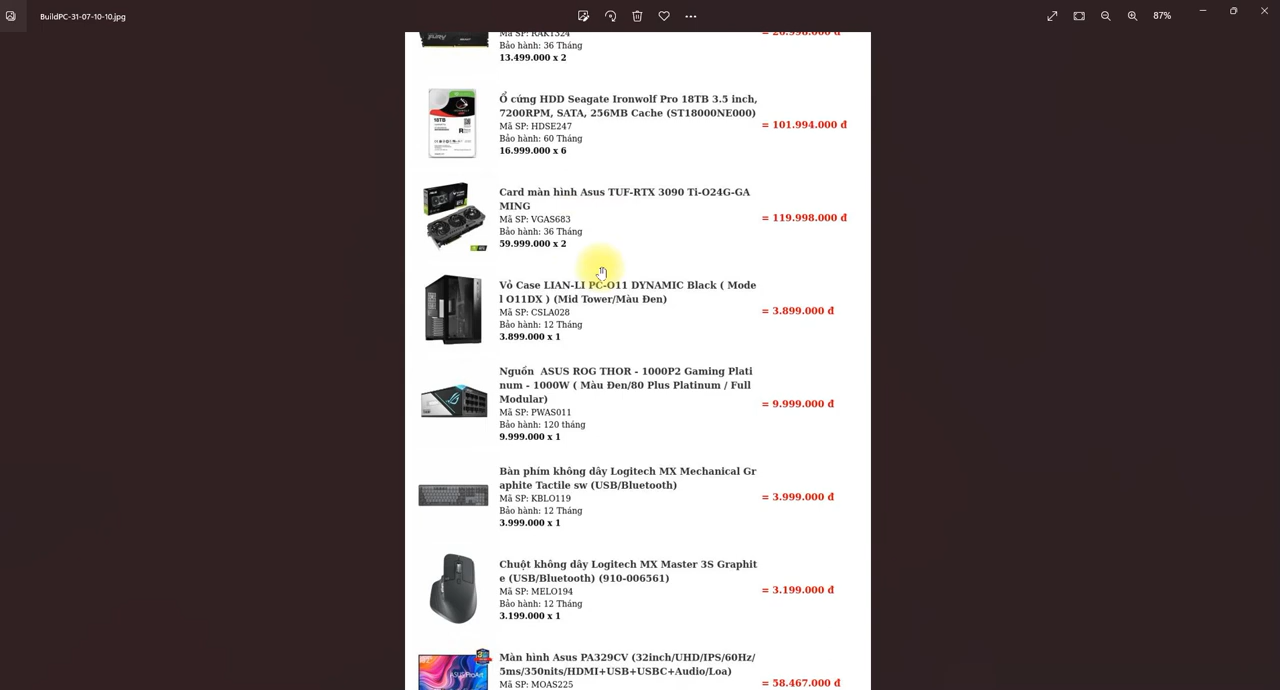 BuildPC-31-07-10-10.jpg
87%
Mã SP: RAKT324
Bảo hành: 36 Tháng
13.499.000 x 2
= 26.998.000 đ
Ổ cứng HDD Seagate Ironwolf Pro 18TB 3.5 inch,
7200RPM, SATA, 256MB Cache (ST18000NE000)
Mã SP: HDSE247
Bảo hành: 60 Tháng
16.999.000 x 6
= 101.994.000 đ
Card màn hình Asus TUF-RTX 3090 Ti-O24G-GA
MING
Mã SP: VGAS683
Bảo hành: 36 Tháng
59.999.000 x 2
= 119.998.000 đ
Vỏ Case LIAN-LI PC-O11 DYNAMIC Black ( Mode
l O11DX ) (Mid Tower/Màu Đen)
Mã SP: CSLA028
Bảo hành: 12 Tháng
3.899.000 x 1
= 3.899.000 đ
Nguồn  ASUS ROG THOR - 1000P2 Gaming Plati
num - 1000W ( Màu Đen/80 Plus Platinum / Full
Modular)
Mã SP: PWAS011
Bảo hành: 120 tháng
9.999.000 x 1
= 9.999.000 đ
Bàn phím không dây Logitech MX Mechanical Gr
aphite Tactile sw (USB/Bluetooth)
Mã SP: KBLO119
Bảo hành: 12 Tháng
3.999.000 x 1
= 3.999.000 đ
Chuột không dây Logitech MX Master 3S Graphit
e (USB/Bluetooth) (910-006561)
Mã SP: MELO194
Bảo hành: 12 Tháng
3.199.000 x 1
= 3.199.000 đ
Màn hình Asus PA329CV (32inch/UHD/IPS/60Hz/
5ms/350nits/HDMI+USB+USBC+Audio/Loa)
Mã SP: MOAS225
= 58.467.000 đ
FURY
18TB
ASUS ProArt